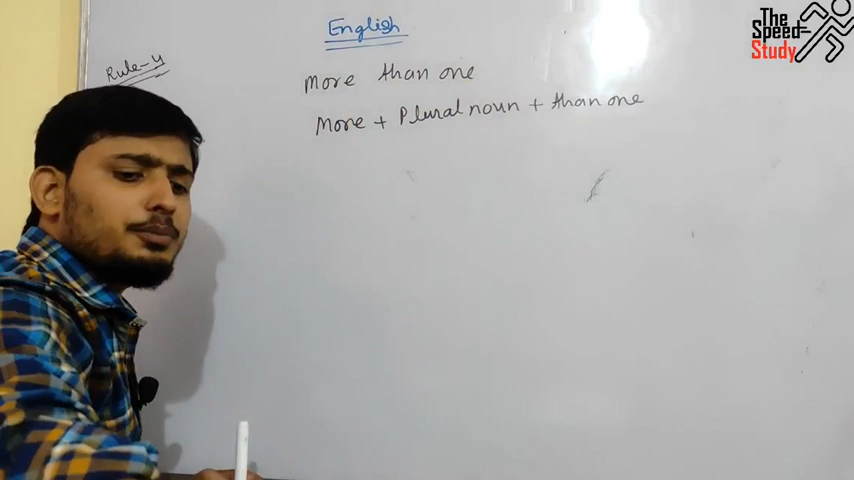 English
Rule-4
More than one
More + Plural noun + than one
The
Speed-
Study